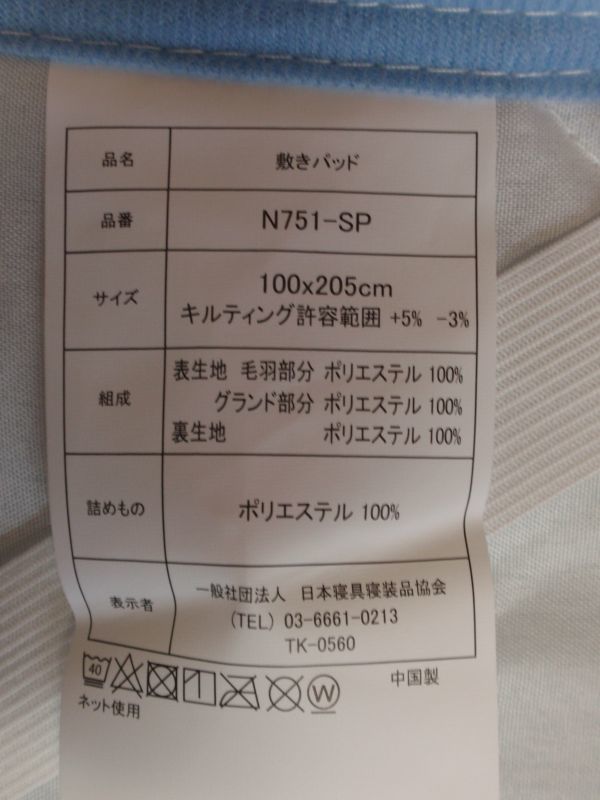 品名 敷きパッド
品番 N751-SP
サイズ 100x205cm
キルティング許容範囲 +5% -3%
組成 表生地 毛羽部分 ポリエステル 100%
グランド部分 ポリエステル 100%
裏生地 ポリエステル 100%
詰めもの ポリエステル 100%
表示者 一般社団法人 日本寝具寝装品協会
(TEL) 03-6661-0213
TK-0560
40 W 中国製
ネット使用